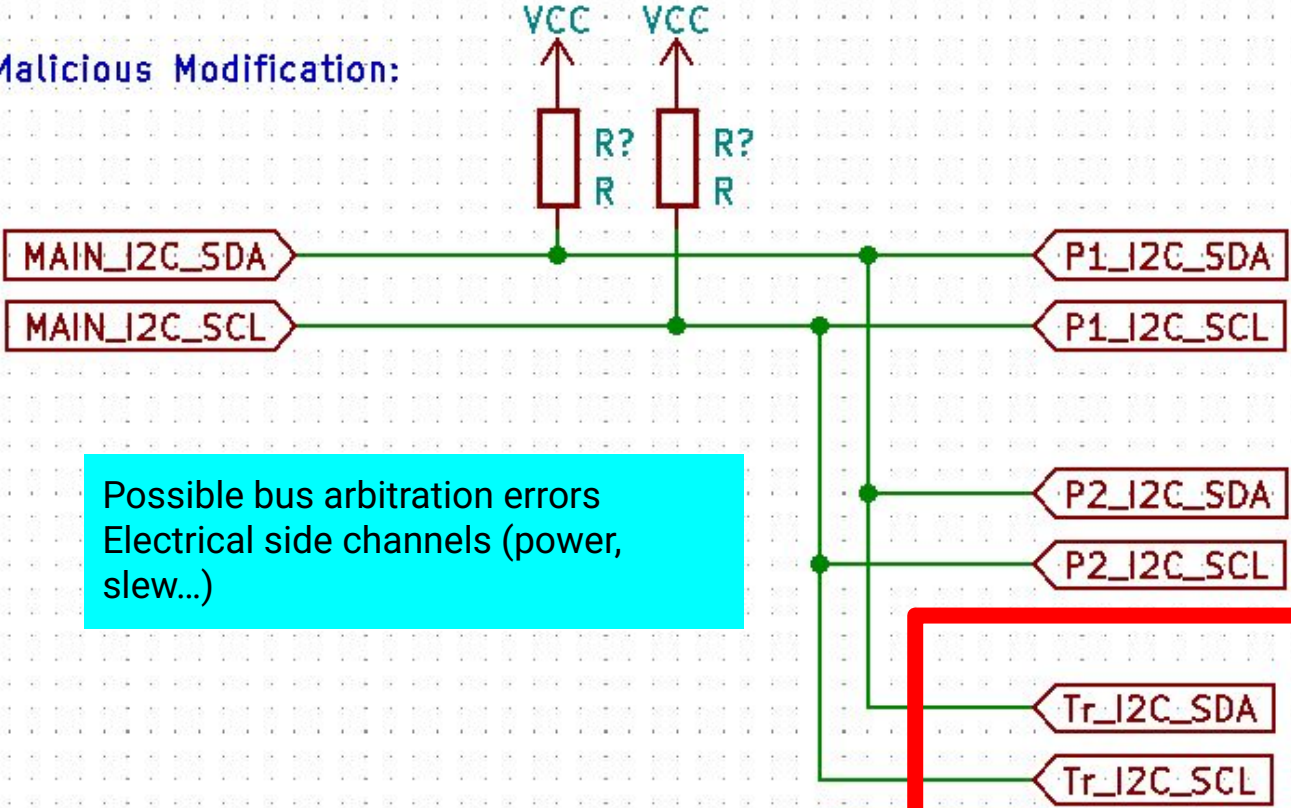 VCC VCC
Malicious Modification:
R? R?
R R
MAIN_I2C_SDA P1_I2C_SDA
MAIN_I2C_SCL P1_I2C_SCL
Possible bus arbitration errors
Electrical side channels (power,
slew…)
P2_I2C_SDA
P2_I2C_SCL
Tr_I2C_SDA
Tr_I2C_SCL